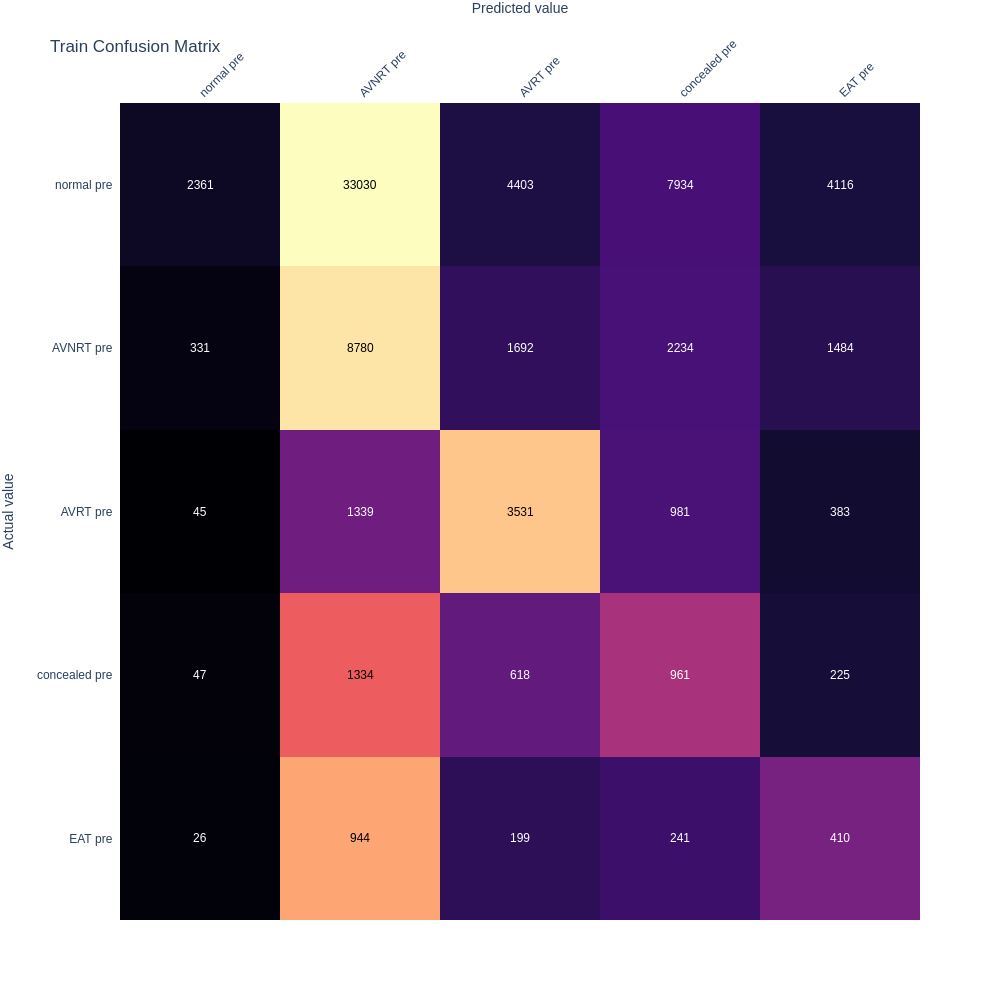 Predicted value
Train Confusion Matrix
normal pre AVNRT pre AVRT pre concealed pre EAT pre
normal pre 2361 33030 4403 7934 4116
AVNRT pre 331 8780 1692 2234 1484
AVRT pre 45 1339 3531 981 383
Actual value
concealed pre 47 1334 618 961 225
EAT pre 26 944 199 241 410